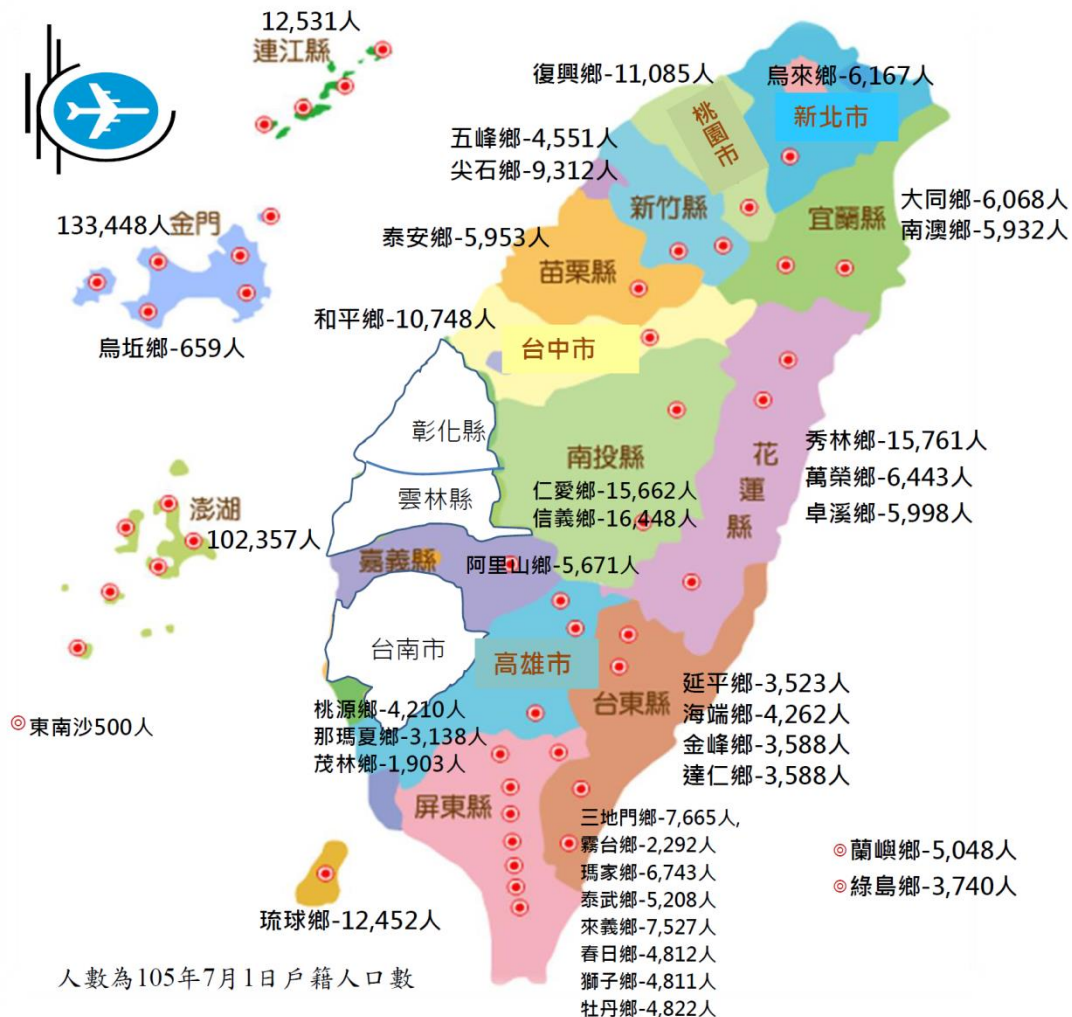 12,531人
連江縣
復興鄉-11,085人
烏來鄉-6,167人
桃園市
新北市
五峰鄉-4,551人
尖石鄉-9,312人
新竹縣
大同鄉-6,068人
南澳鄉-5,932人
宜蘭縣
133,448人
金門
泰安鄉-5,953人
苗栗縣
烏坵鄉-659人
和平鄉-10,748人
台中市
彰化縣
南投縣
仁愛鄉-15,662人
信義鄉-16,448人
花蓮縣
秀林鄉-15,761人
萬榮鄉-6,443人
卓溪鄉-5,998人
雲林縣
澎湖
102,357人
嘉義縣
阿里山鄉-5,671人
台南市
高雄市
桃源鄉-4,210人
那瑪夏鄉-3,138人
茂林鄉-1,903人
台東縣
延平鄉-3,523人
海端鄉-4,262人
金峰鄉-3,588人
達仁鄉-3,588人
東南沙500人
屏東縣
三地門鄉-7,665人,
霧台鄉-2,292人
瑪家鄉-6,743人
泰武鄉-5,208人
來義鄉-7,527人
春日鄉-4,812人
獅子鄉-4,811人
牡丹鄉-4,822人
蘭嶼鄉-5,048人
綠島鄉-3,740人
琉球鄉-12,452人
人數為105年7月1日戶籍人口數